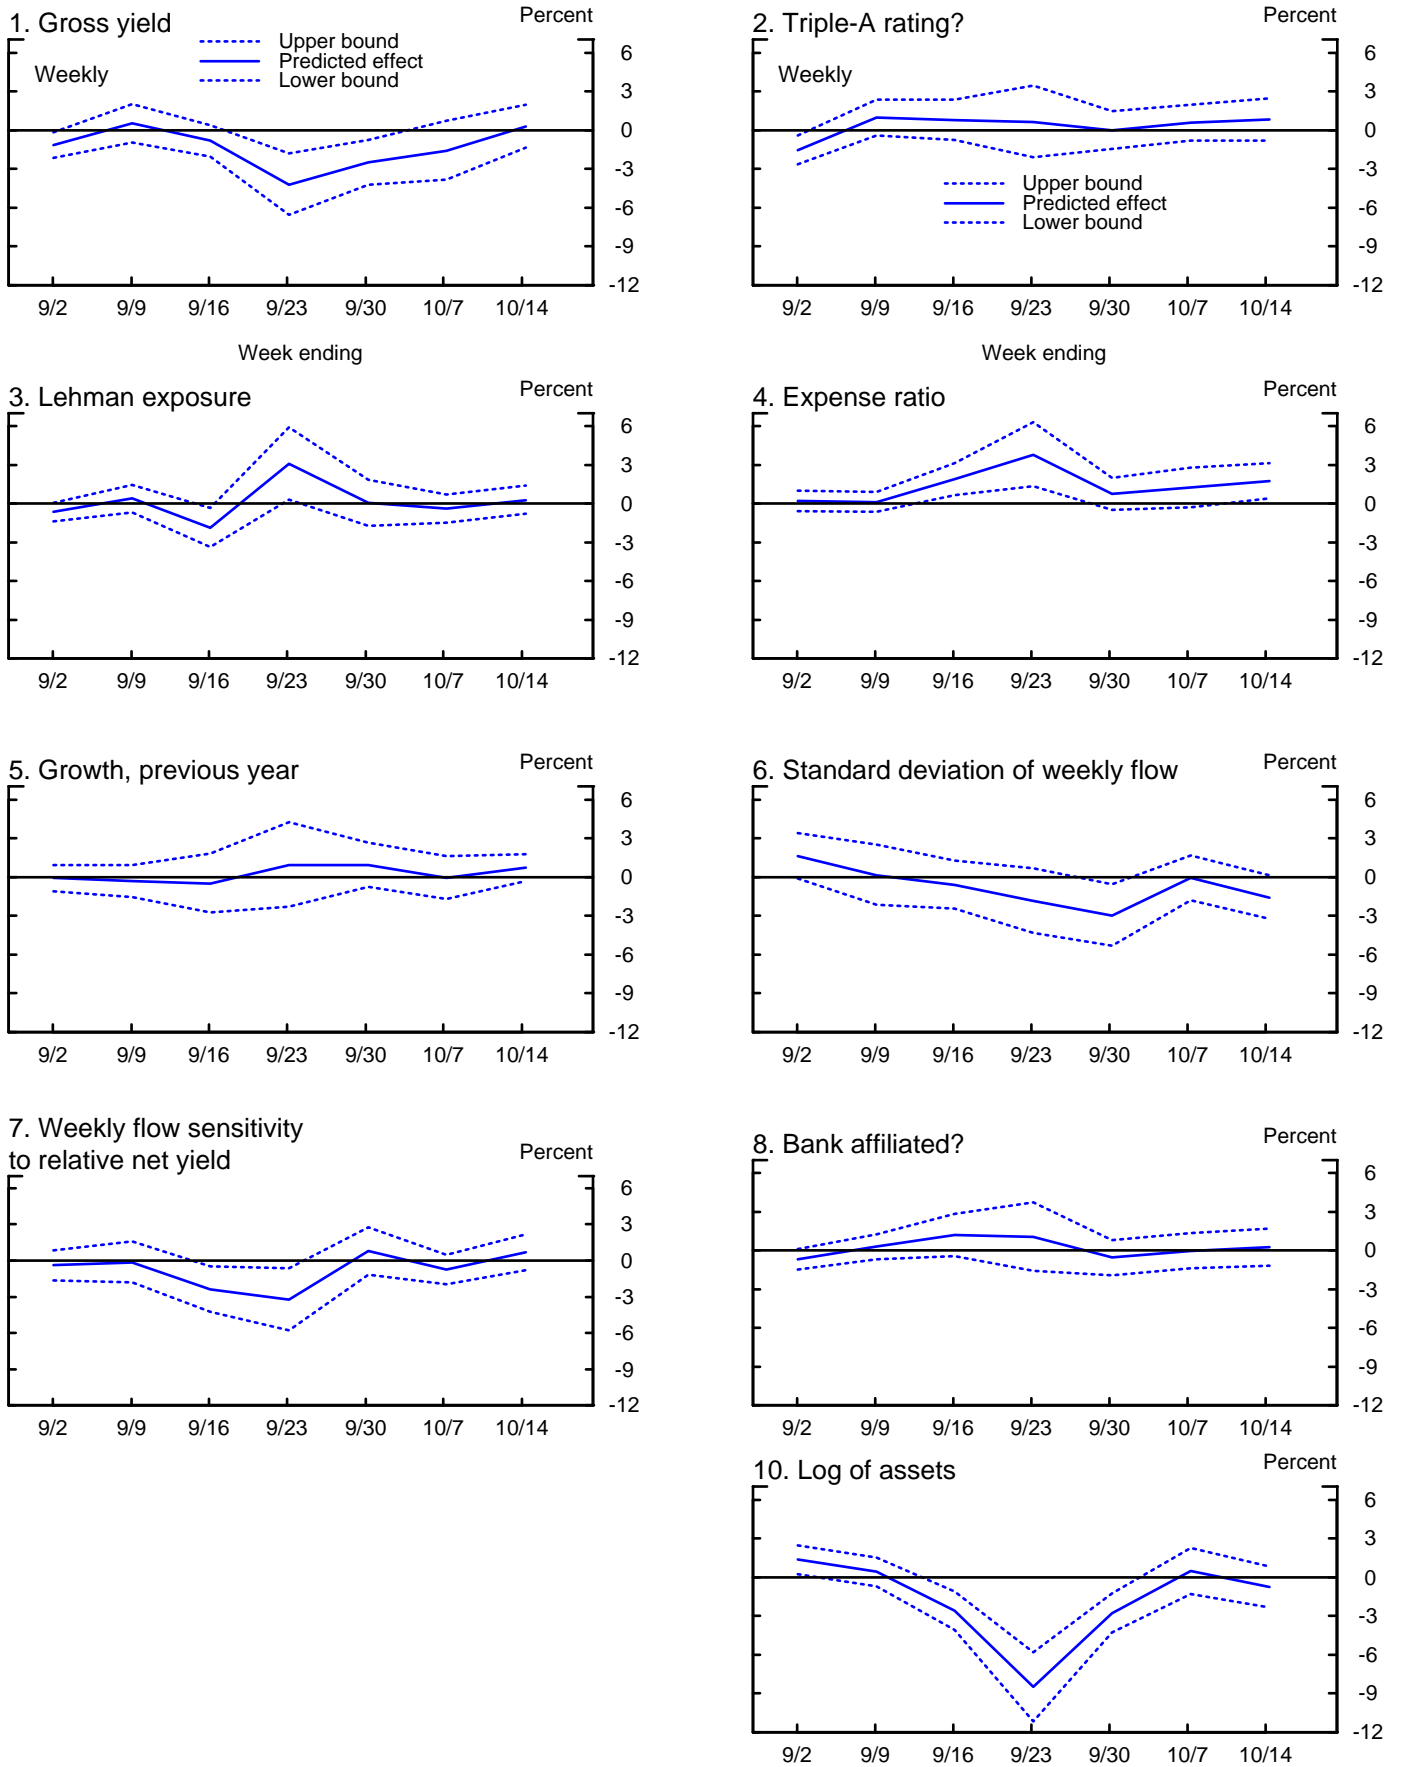 1. Gross yield
Percent
Upper bound
Predicted effect
Lower bound
Weekly
6
3
0
-3
-6
-9
-12
9/2 9/9 9/16 9/23 9/30 10/7 10/14
Week ending
2. Triple-A rating?
Percent
Weekly
Upper bound
Predicted effect
Lower bound
6
3
0
-3
-6
-9
-12
9/2 9/9 9/16 9/23 9/30 10/7 10/14
Week ending
3. Lehman exposure
Percent
6
3
0
-3
-6
-9
-12
9/2 9/9 9/16 9/23 9/30 10/7 10/14
4. Expense ratio
Percent
6
3
0
-3
-6
-9
-12
9/2 9/9 9/16 9/23 9/30 10/7 10/14
5. Growth, previous year
Percent
6
3
0
-3
-6
-9
-12
9/2 9/9 9/16 9/23 9/30 10/7 10/14
6. Standard deviation of weekly flow
Percent
6
3
0
-3
-6
-9
-12
9/2 9/9 9/16 9/23 9/30 10/7 10/14
7. Weekly flow sensitivity
to relative net yield
Percent
6
3
0
-3
-6
-9
-12
9/2 9/9 9/16 9/23 9/30 10/7 10/14
8. Bank affiliated?
Percent
6
3
0
-3
-6
-9
-12
9/2 9/9 9/16 9/23 9/30 10/7 10/14
10. Log of assets
Percent
6
3
0
-3
-6
-9
-12
9/2 9/9 9/16 9/23 9/30 10/7 10/14